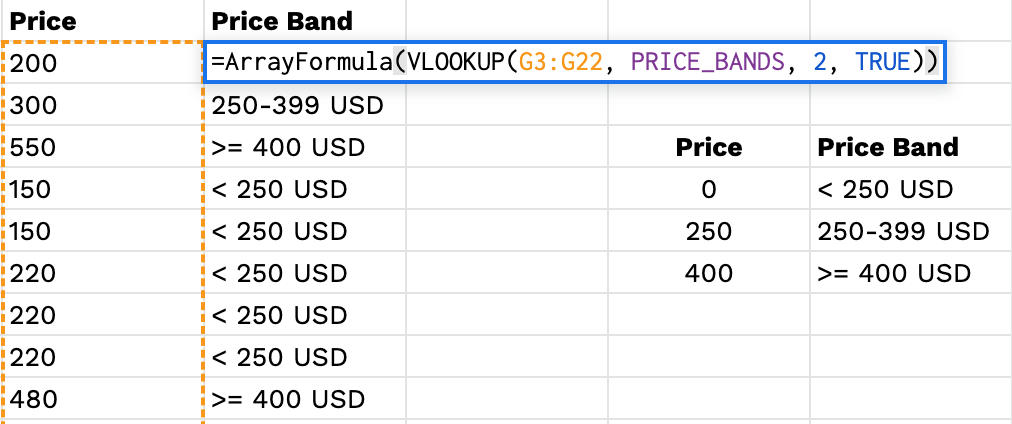 Price Price Band
200 =ArrayFormula(VLOOKUP(G3:G22, PRICE_BANDS, 2, TRUE))
300 250-399 USD
550 >= 400 USD Price Price Band
150 < 250 USD 0 < 250 USD
150 < 250 USD 250 250-399 USD
220 < 250 USD 400 >= 400 USD
220 < 250 USD
220 < 250 USD
480 >= 400 USD